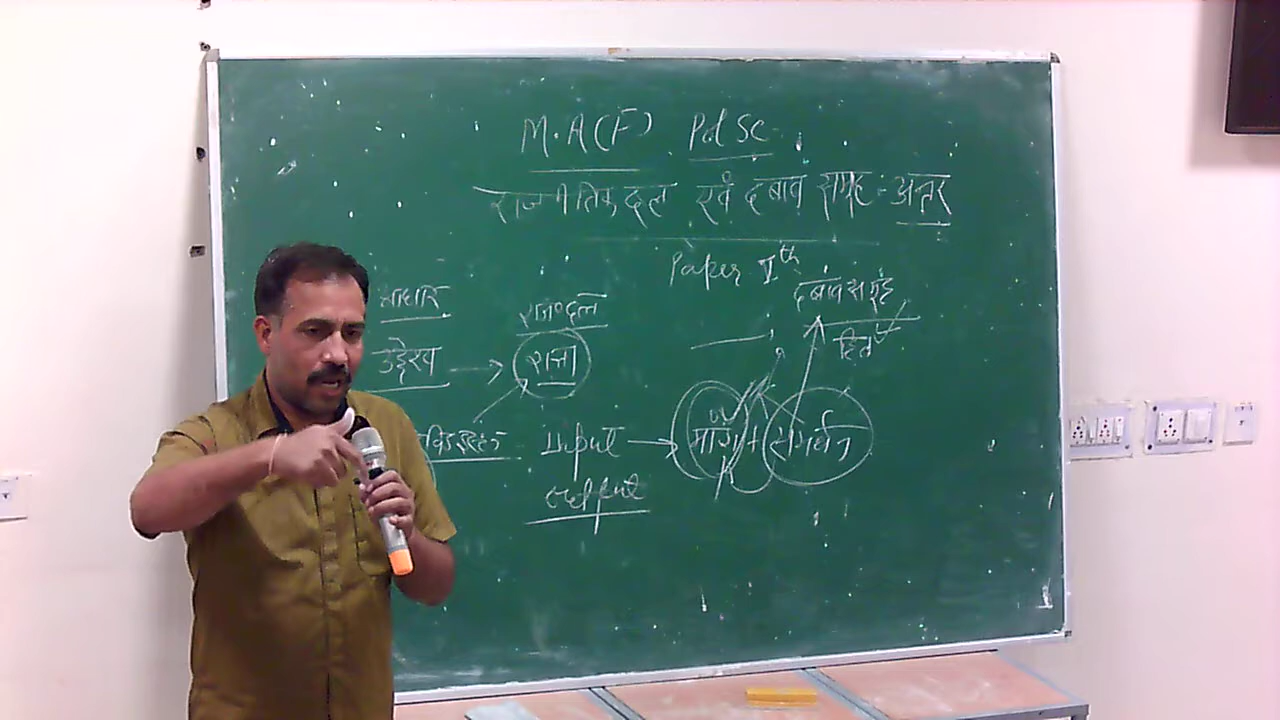 M.A(F) Pol Sc.
राजनीतिक दल एवं दबाव समूह : अन्तर
Paper Vth
आधार राज० दल दबाव समूह
उद्देश्य → सत्ता हित
Input → मांग + समर्थन
output